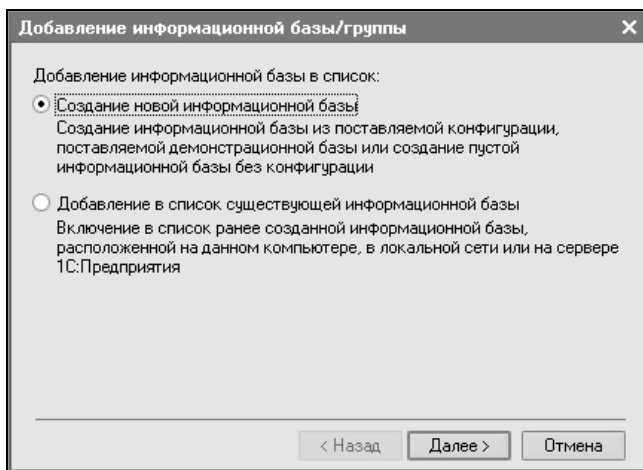 Добавление информационной базы/группы
Добавление информационной базы в список:
Создание новой информационной базы
Создание информационной базы из поставляемой конфигурации,
поставляемой демонстрационной базы или создание пустой
информационной базы без конфигурации
Добавление в список существующей информационной базы
Включение в список ранее созданной информационной базы,
расположенной на данном компьютере, в локальной сети или на сервере
1С:Предприятия
< Назад Далее > Отмена